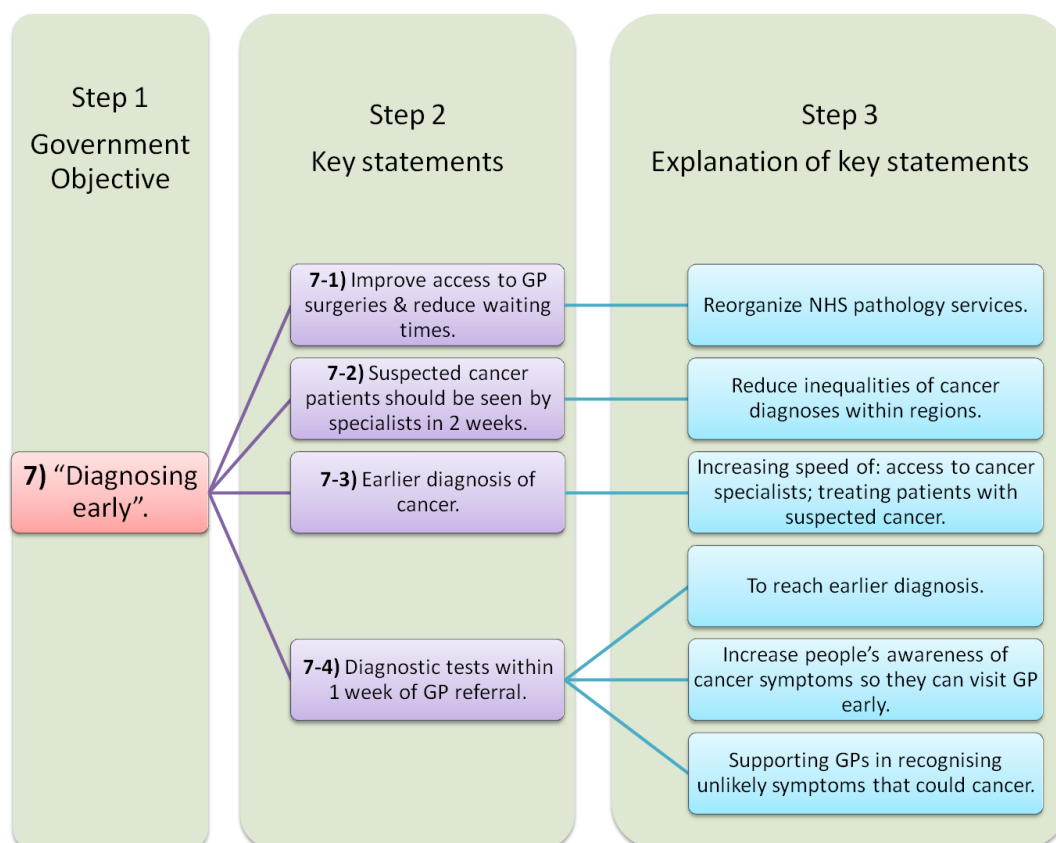 Step 1
Government
Objective
Step 2
Key statements
Step 3
Explanation of key statements
7) “Diagnosing
early”.
7-1) Improve access to GP
surgeries & reduce waiting
times.
Reorganize NHS pathology services.
7-2) Suspected cancer
patients should be seen by
specialists in 2 weeks.
Reduce inequalities of cancer
diagnoses within regions.
7-3) Earlier diagnosis of
cancer.
Increasing speed of: access to cancer
specialists; treating patients with
suspected cancer.
7-4) Diagnostic tests within
1 week of GP referral.
To reach earlier diagnosis.
Increase people’s awareness of
cancer symptoms so they can visit GP
early.
Supporting GPs in recognising
unlikely symptoms that could cancer.